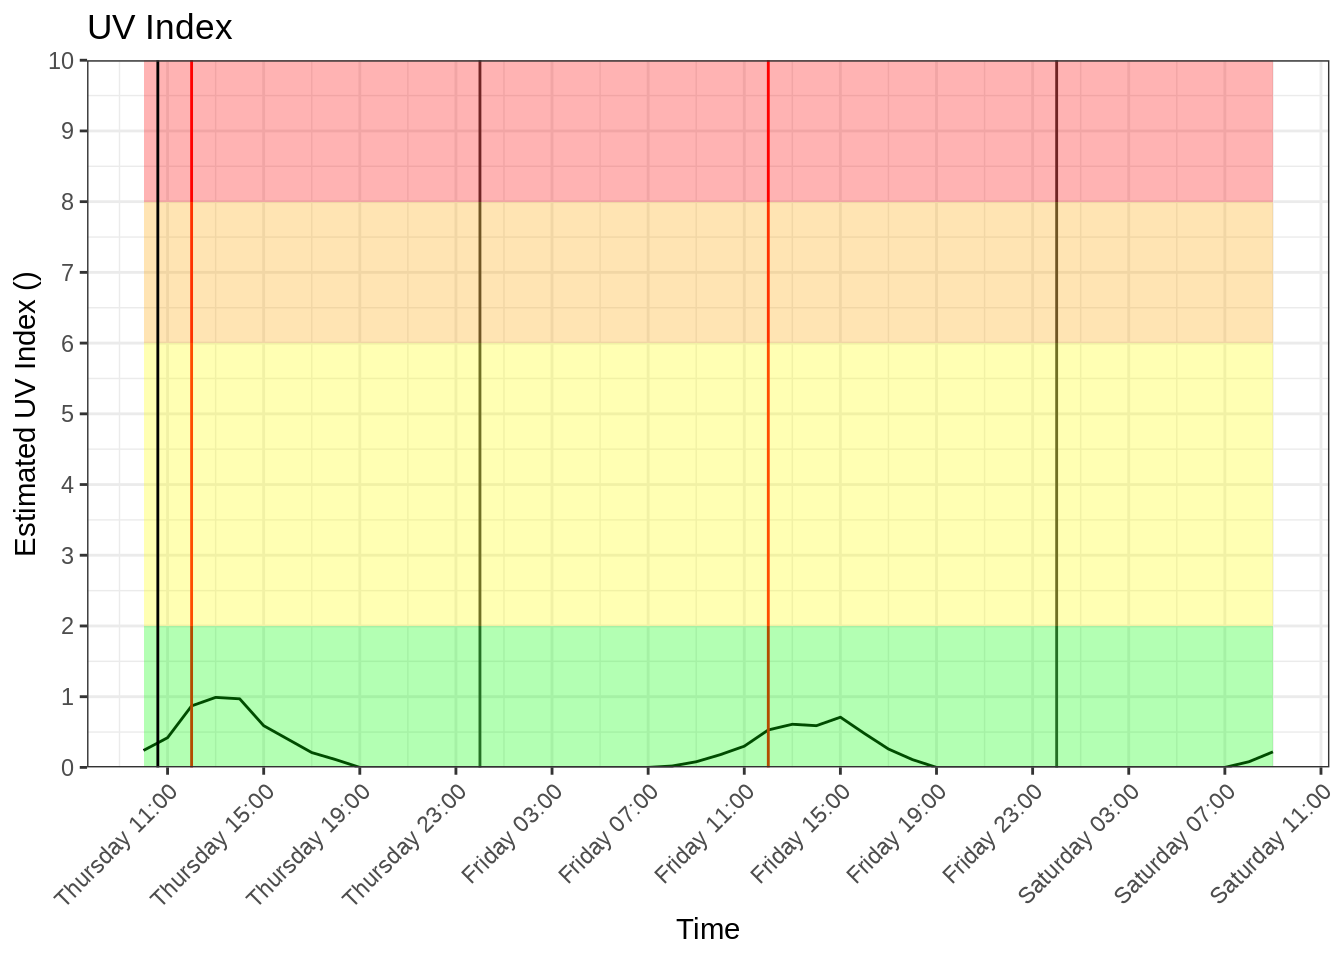 UV Index
Estimated UV Index ()
10
9
8
7
6
5
4
3
2
1
0
Thursday 11:00
Thursday 15:00
Thursday 19:00
Thursday 23:00
Friday 03:00
Friday 07:00
Friday 11:00
Friday 15:00
Friday 19:00
Friday 23:00
Saturday 03:00
Saturday 07:00
Saturday 11:00
Time